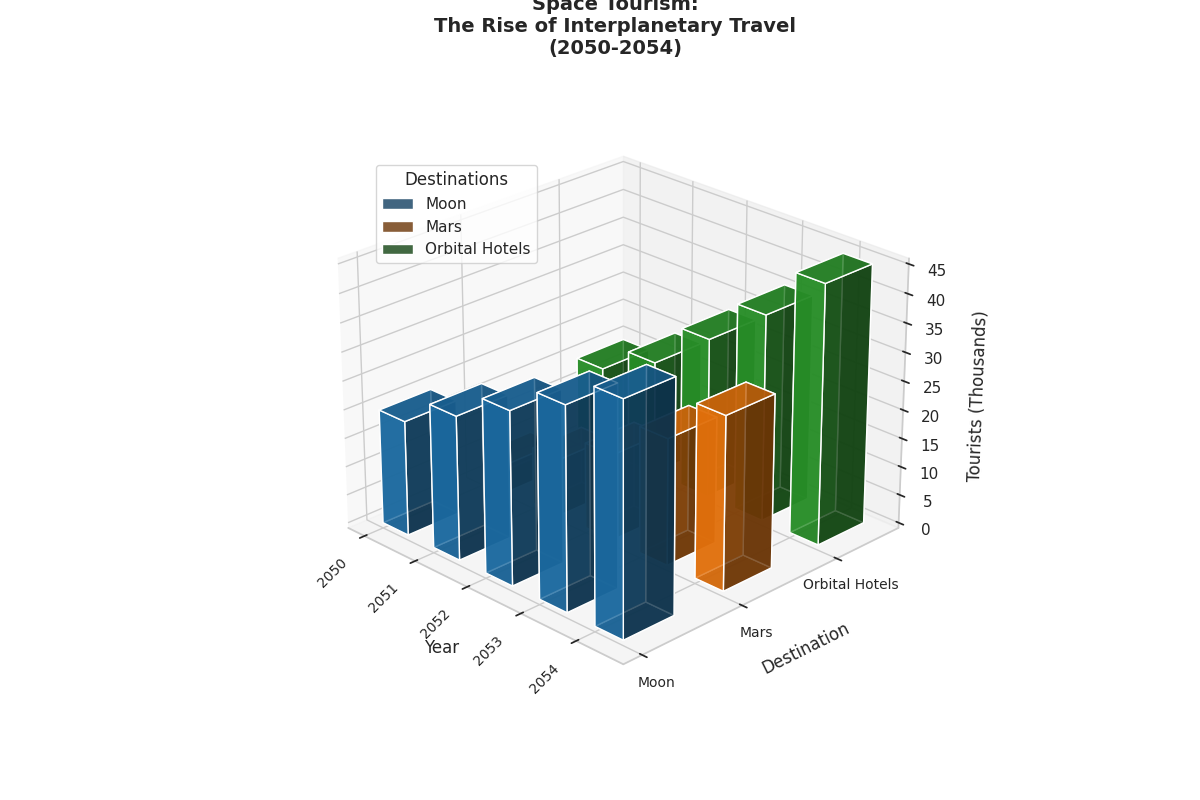 Space Tourism:
The Rise of Interplanetary Travel
(2050-2054)
Destinations
Moon
Mars
Orbital Hotels
45
40
35
30
25
20
15
10
5
0
Tourists (Thousands)
2050
2051
2052
2053
2054
Year
Moon
Mars
Orbital Hotels
Destination